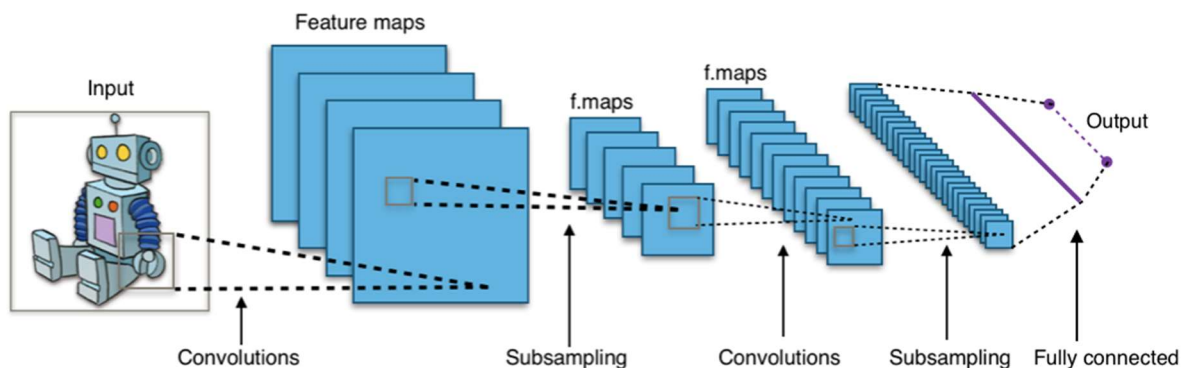 Feature maps
Input
f.maps
f.maps
Output
Convolutions
Subsampling
Convolutions
Subsampling
Fully connected